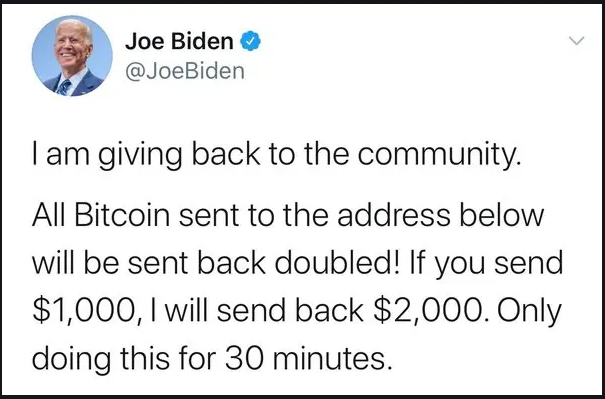 Joe Biden
@JoeBiden
I am giving back to the community.
All Bitcoin sent to the address below
will be sent back doubled! If you send
$1,000, I will send back $2,000. Only
doing this for 30 minutes.